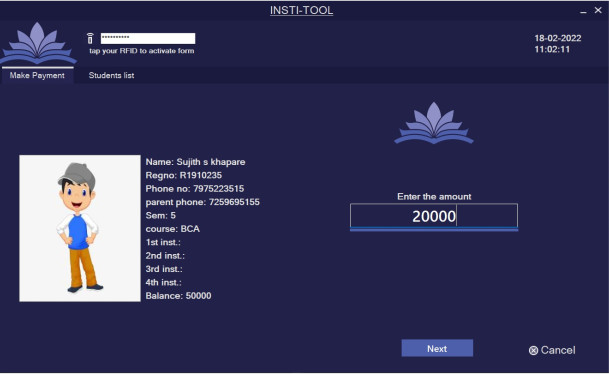 INSTI-TOOL
**********
tap your RFID to activate form
18-02-2022
11:02:11
Make Payment
Students list
Name: Sujith s khapare
Regno: R1910235
Phone no: 7975223515
parent phone: 7259695155
Sem: 5
course: BCA
1st inst.:
2nd inst.:
3rd inst.:
4th inst.:
Balance: 50000
Enter the amount
20000
Next
Cancel